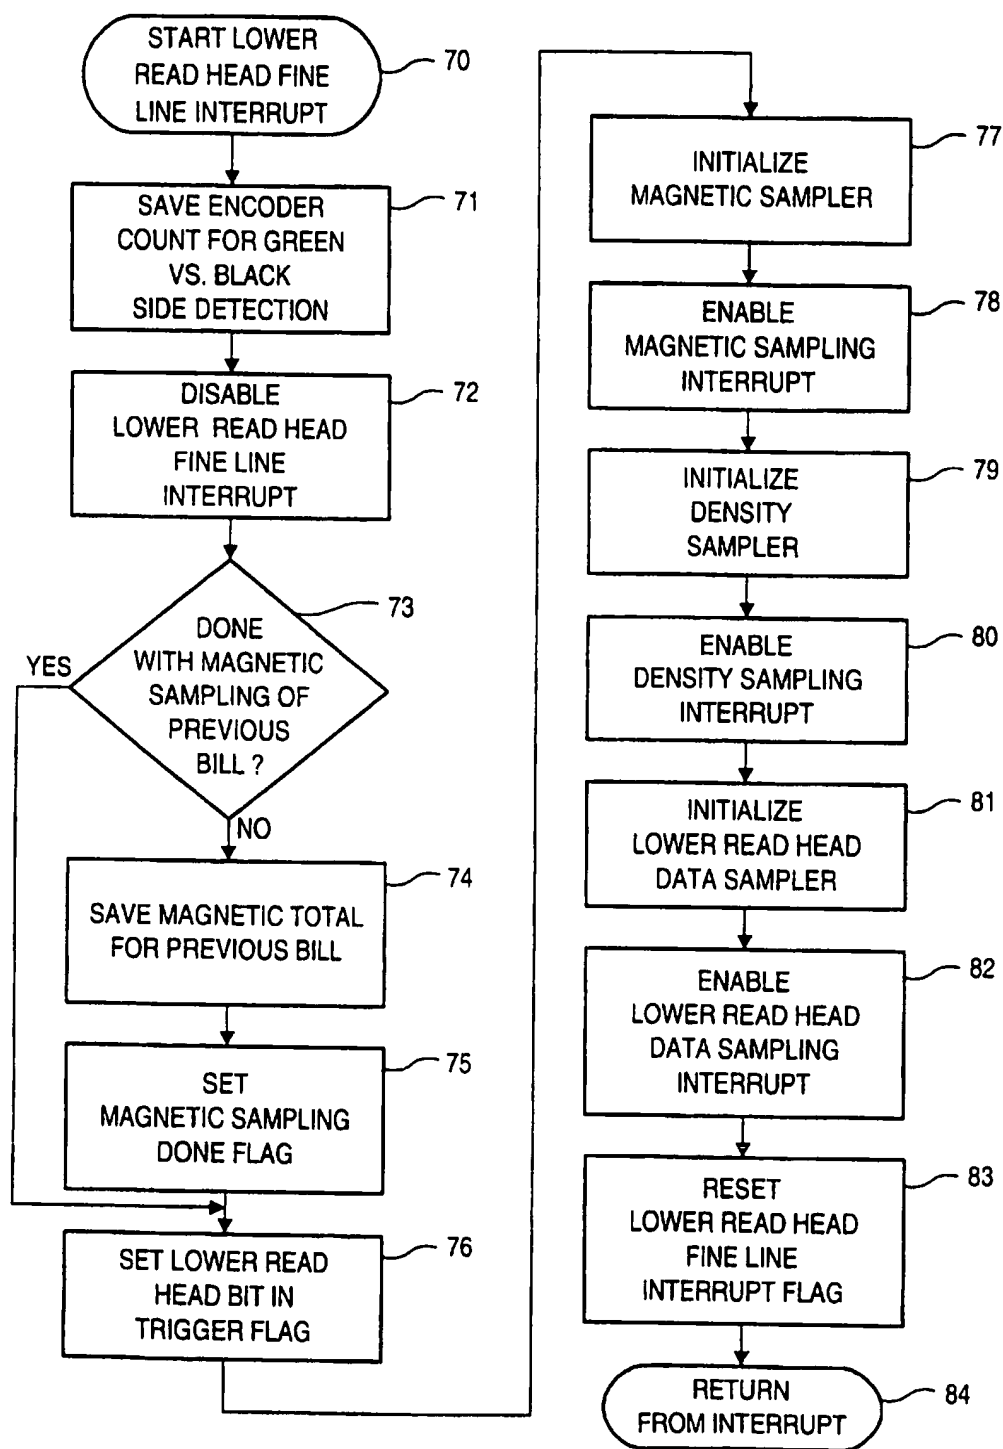 START LOWER
READ HEAD FINE
LINE INTERRUPT
70
SAVE ENCODER
COUNT FOR GREEN
VS. BLACK
SIDE DETECTION
71
DISABLE
LOWER READ HEAD
FINE LINE
INTERRUPT
72
DONE
WITH MAGNETIC
SAMPLING OF
PREVIOUS
BILL ?
73
YES
NO
SAVE MAGNETIC TOTAL
FOR PREVIOUS BILL
74
SET
MAGNETIC SAMPLING
DONE FLAG
75
SET LOWER READ
HEAD BIT IN
TRIGGER FLAG
76
INITIALIZE
MAGNETIC SAMPLER
77
ENABLE
MAGNETIC SAMPLING
INTERRUPT
78
INITIALIZE
DENSITY
SAMPLER
79
ENABLE
DENSITY SAMPLING
INTERRUPT
80
INITIALIZE
LOWER READ HEAD
DATA SAMPLER
81
ENABLE
LOWER READ HEAD
DATA SAMPLING
INTERRUPT
82
RESET
LOWER READ HEAD
FINE LINE
INTERRUPT FLAG
83
RETURN
FROM INTERRUPT
84